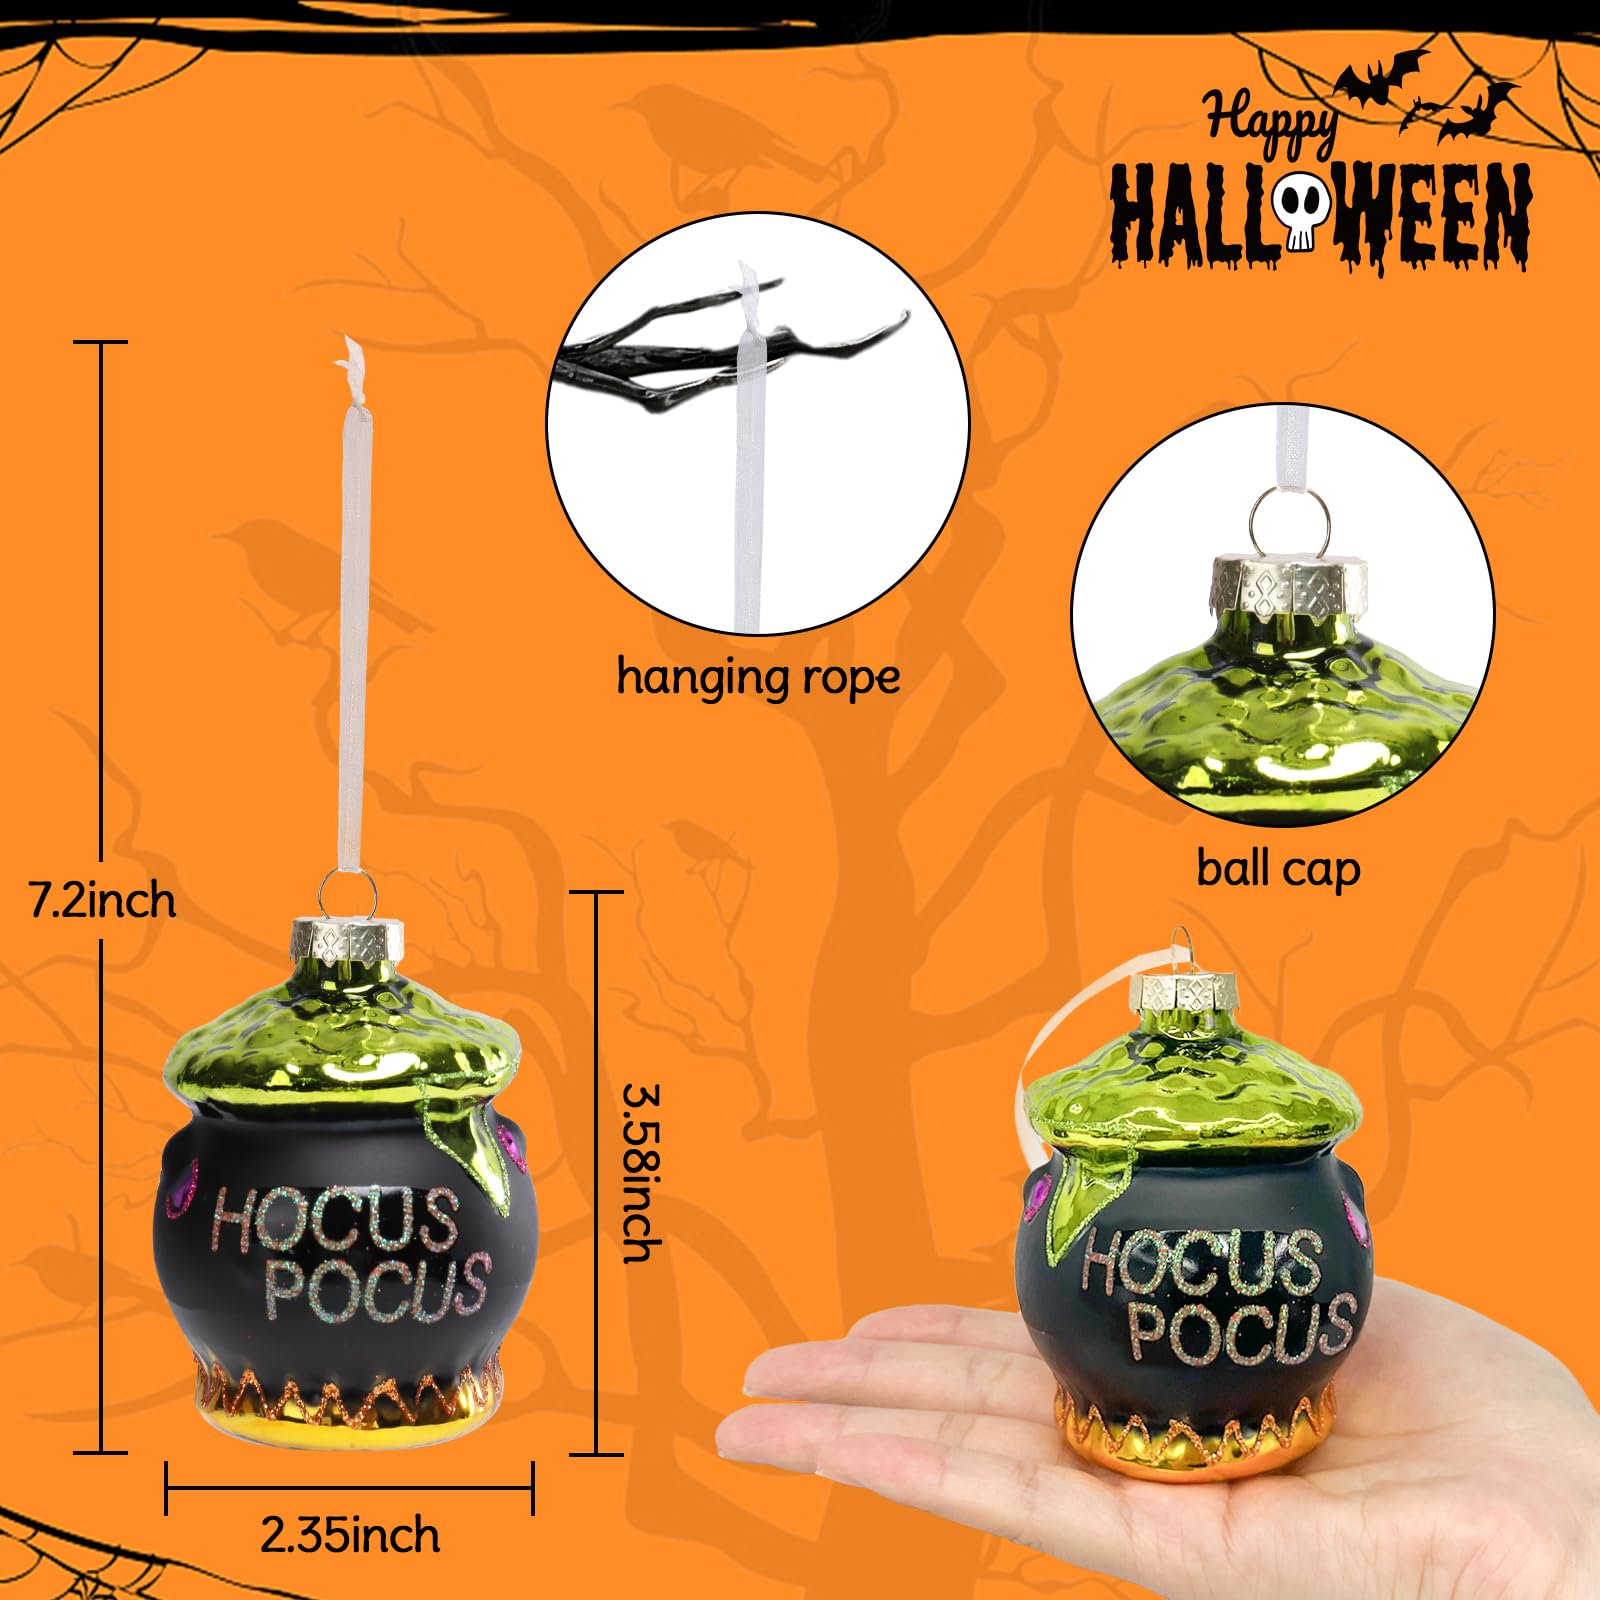 Happy
HALLOWEEN
hanging rope
ball cap
7.2inch
3.58inch
HOCUS
POCUS
HOCUS
POCUS
2.35inch